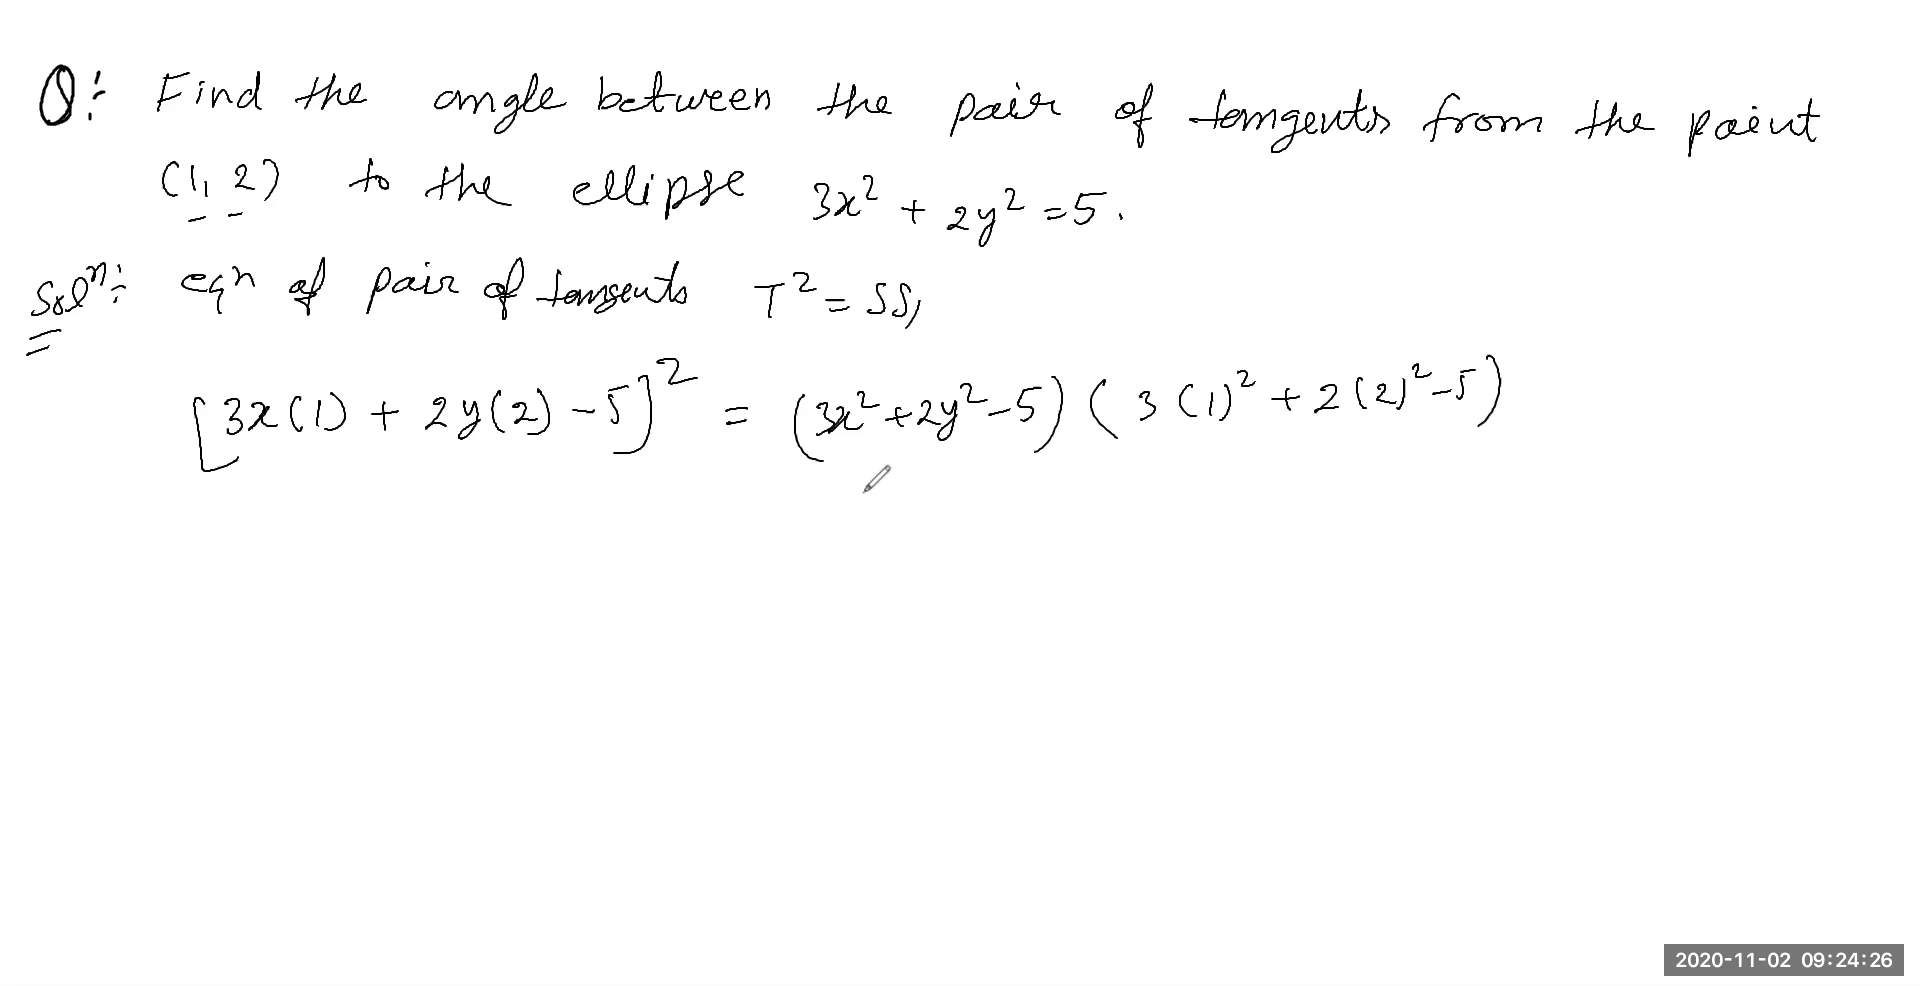 Q:- Find the angle between the pair of tangents from the point
(1, 2) to the ellipse 3x² + 2y² = 5.
Solⁿ:- eqn of pair of tangents T² = SS₁
[3x(1) + 2y(2) - 5]² = (3x² + 2y² - 5) (3(1)² + 2(2)² - 5)
2020-11-02 09:24:26